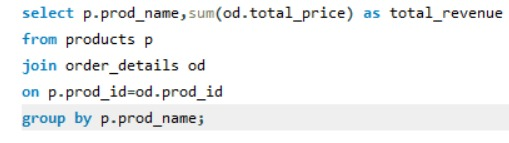 select p.prod_name,sum(od.total_price) as total_revenue
from products p
join order_details od
on p.prod_id=od.prod_id
group by p.prod_name;